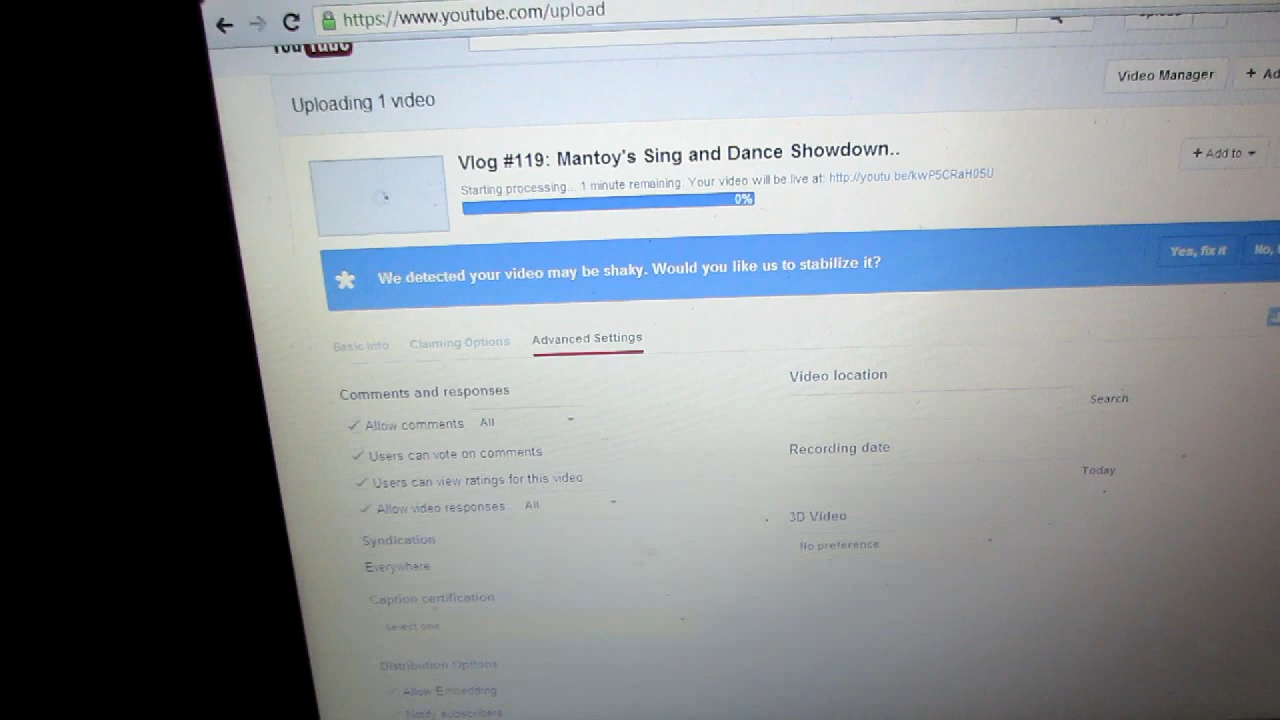 https://www.youtube.com/upload
YouTube
Uploading 1 video
Video Manager
+ Ad
Vlog #119: Mantoy's Sing and Dance Showdown..
+ Add to
Starting processing... 1 minute remaining. Your video will be live at: http://youtu.be/kwP5CRaH05U
0%
We detected your video may be shaky. Would you like us to stabilize it?
Yes, fix it
No,
Basic Info
Claiming Options
Advanced Settings
Comments and responses
Allow comments All
Users can vote on comments
Users can view ratings for this video
Allow video responses All
Syndication
Everywhere
Caption certification
Select one
Distribution Options
Allow Embedding
Notify subscribers
Video location
Search
Recording date
Today
3D Video
No preference